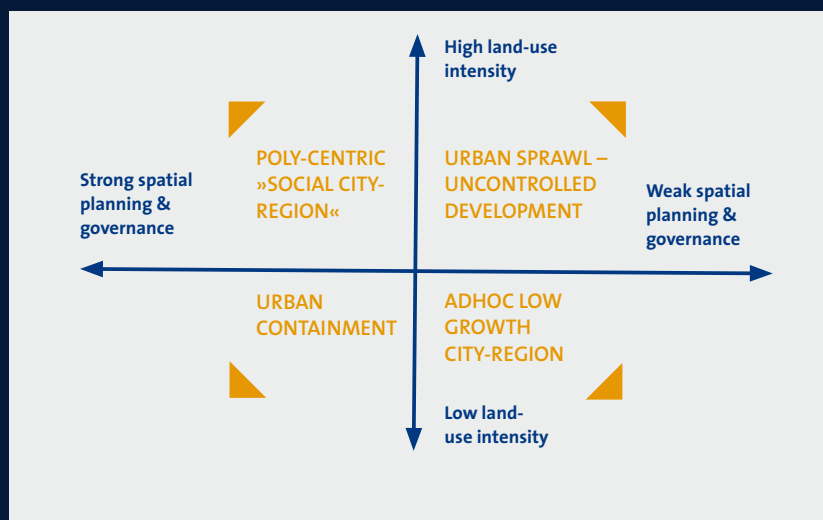 High land-use
intensity
POLY-CENTRIC
»SOCIAL CITY-
REGION«
URBAN SPRAWL –
UNCONTROLLED
DEVELOPMENT
Strong spatial
planning &
governance
Weak spatial
planning &
governance
URBAN
CONTAINMENT
ADHOC LOW
GROWTH
CITY-REGION
Low land-
use intensity